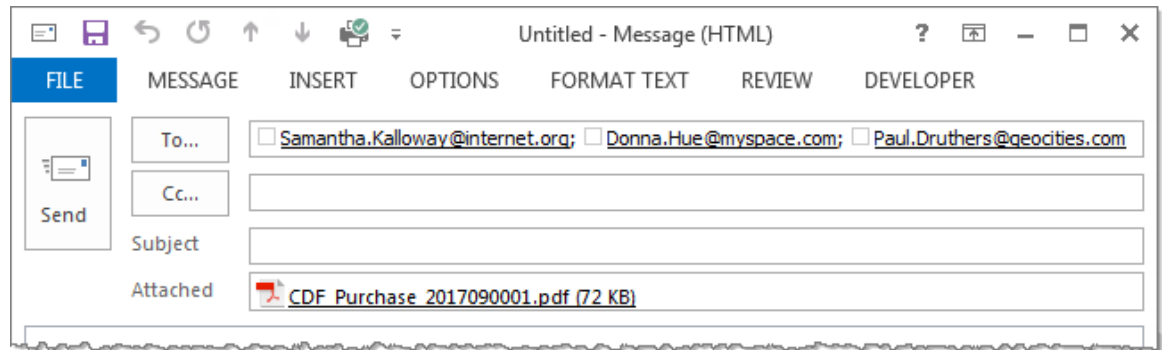 Untitled - Message (HTML) ?
FILE MESSAGE INSERT OPTIONS FORMAT TEXT REVIEW DEVELOPER
To... Samantha.Kalloway@internet.org; Donna.Hue@myspace.com; Paul.Druthers@geocities.com
Cc...
Send
Subject
Attached CDF_Purchase_2017090001.pdf (72 KB)